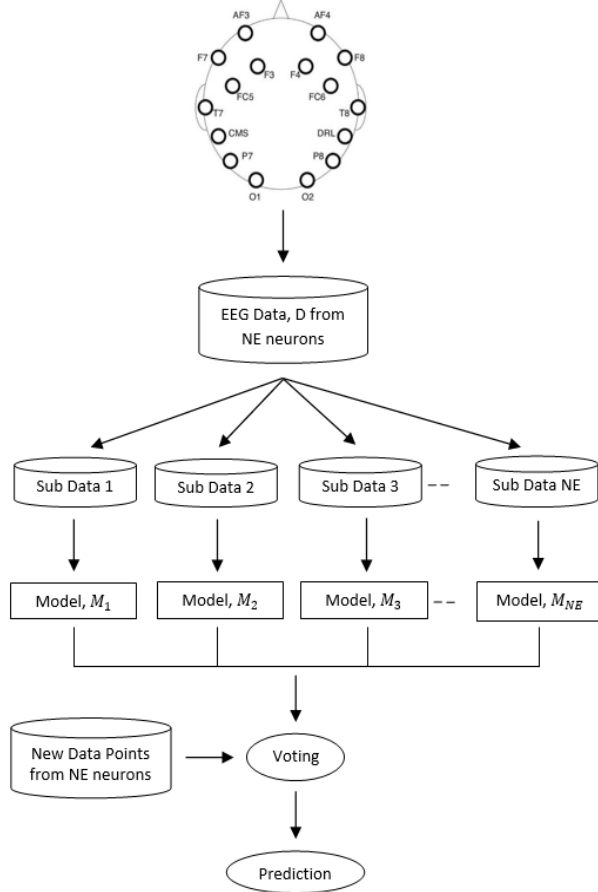 AF3 AF4
F7 F8
F3 F4
FC5 FC6
T7 T8
CMS DRL
P7 P8
O1 O2
EEG Data, D from
NE neurons
Sub Data 1 Sub Data 2 Sub Data 3 -- Sub Data NE
Model, M₁ Model, M₂ Model, M₃ -- Model, M_NE
New Data Points
from NE neurons
Voting
Prediction